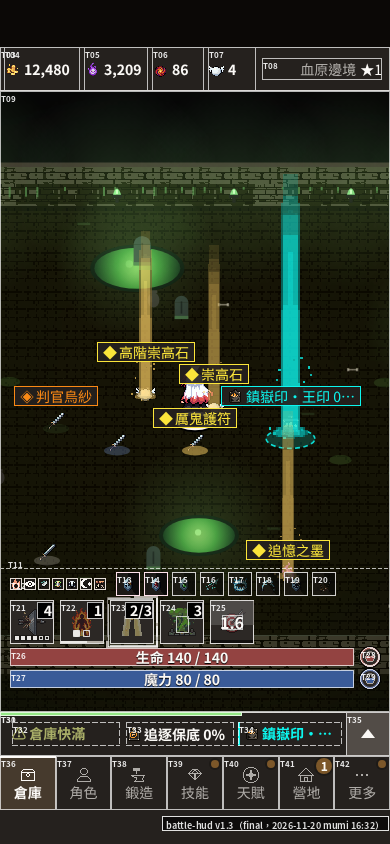 T04 12,480
T05 3,209
T06 86
T07 4
T08 血原邊境 ★1
T09
◆高階崇高石
◆崇高石
◈判官烏紗
鎮嶽印・王印 0⋯
◆厲鬼護符
◆追憶之墨
T11
T13 T14 T15 T16 T17 T18 T19 T20
T21 4
T22 1
T23 2/3
T24 3
T25 1.6
T26 生命 140 / 140 T28
T27 魔力 80 / 80 T29
T32 倉庫快滿
T33 追逐保底 0%
T34 鎮嶽印・⋯
T35
T36 倉庫
T37 角色
T38 鍛造
T39 技能
T40 天賦
T41 營地 1
T42 更多
battle-hud v1.3 (final，2026-11-20 mumi 16:32)